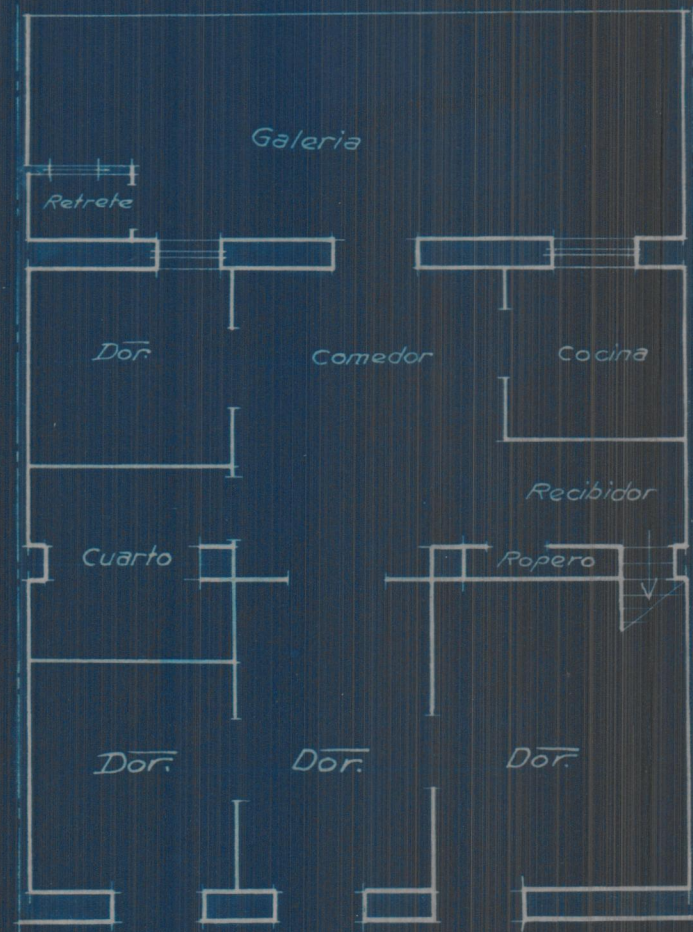 Galeria
Retrete
Dor.
Comedor
Cocina
Recibidor
Cuarto
Ropero
Dor.
Dor.
Dor.